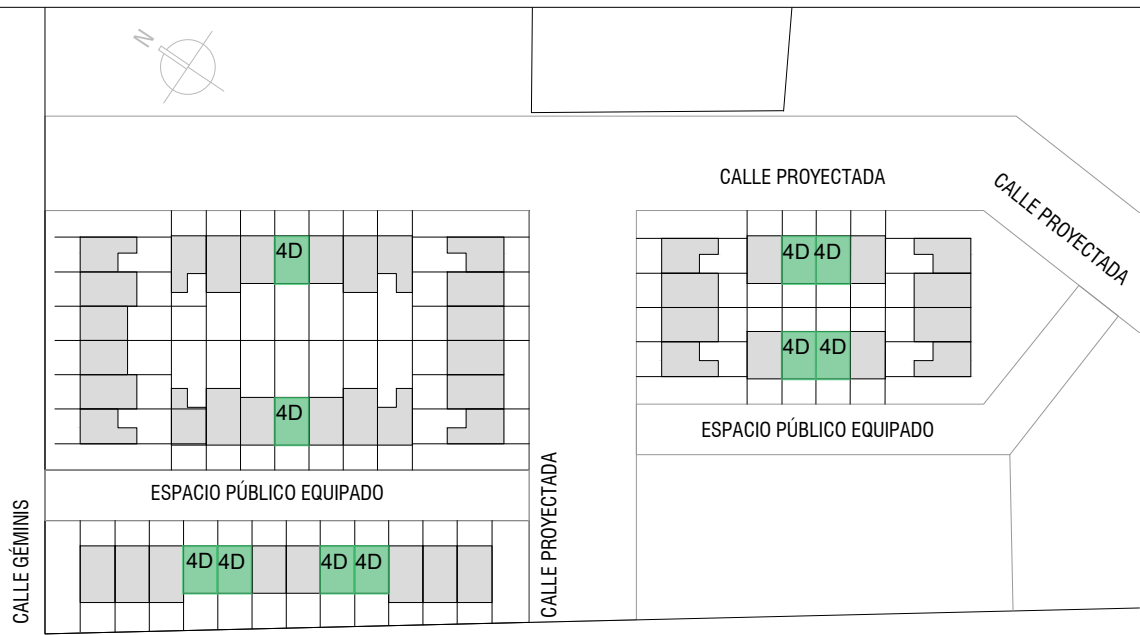 N
CALLE PROYECTADA
CALLE PROYECTADA
4D
4D 4D
4D 4D
4D
ESPACIO PÚBLICO EQUIPADO
ESPACIO PÚBLICO EQUIPADO
CALLE GÉMINIS
CALLE PROYECTADA
4D 4D
4D 4D